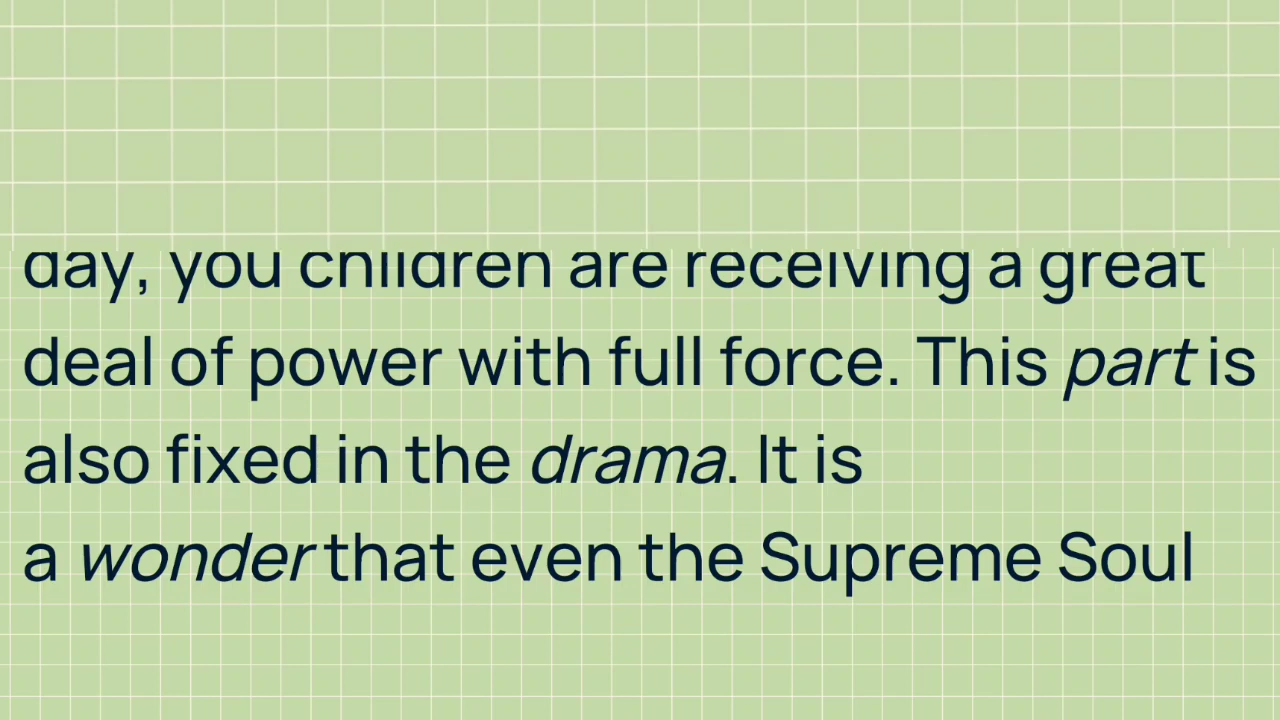 day, you children are receiving a great
deal of power with full force. This part is
also fixed in the drama. It is
a wonder that even the Supreme Soul